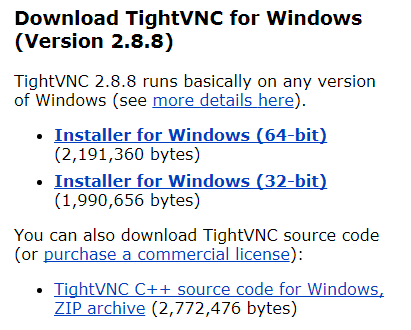 Download TightVNC for Windows
(Version 2.8.8)
TightVNC 2.8.8 runs basically on any version
of Windows (see more details here).
• Installer for Windows (64-bit)
(2,191,360 bytes)
• Installer for Windows (32-bit)
(1,990,656 bytes)
You can also download TightVNC source code
(or purchase a commercial license):
• TightVNC C++ source code for Windows,
ZIP archive (2,772,476 bytes)